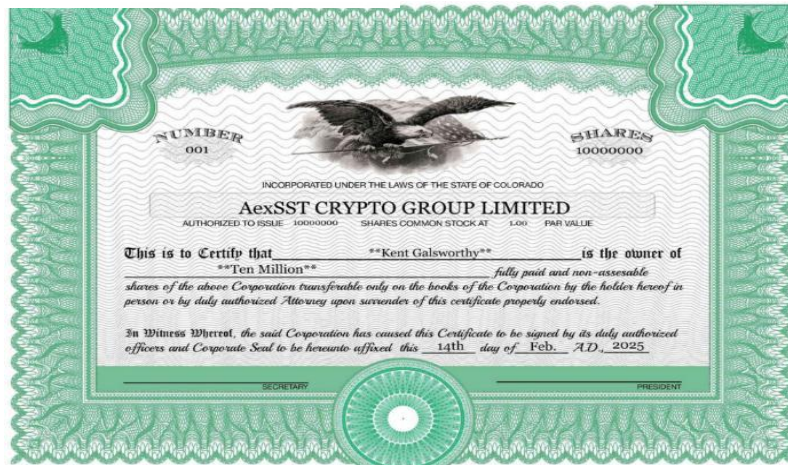 NUMBER
001
SHARES
10000000
INCORPORATED UNDER THE LAWS OF THE STATE OF COLORADO
AexSST CRYPTO GROUP LIMITED
AUTHORIZED TO ISSUE 10000000 SHARES COMMON STOCK AT 1.00 PAR VALUE
This is to Certify that **Kent Galsworthy** is the owner of
**Ten Million** fully paid and non-assesable
shares of the above Corporation transferable only on the books of the Corporation by the holder hereof in
person or by duly authorized Attorney upon surrender of this certificate properly endorsed.
In Witness Whereof, the said Corporation has caused this Certificate to be signed by its duly authorized
officers and Corporate Seal to be hereunto affixed this 14th day of Feb. A.D., 2025
SECRETARY PRESIDENT